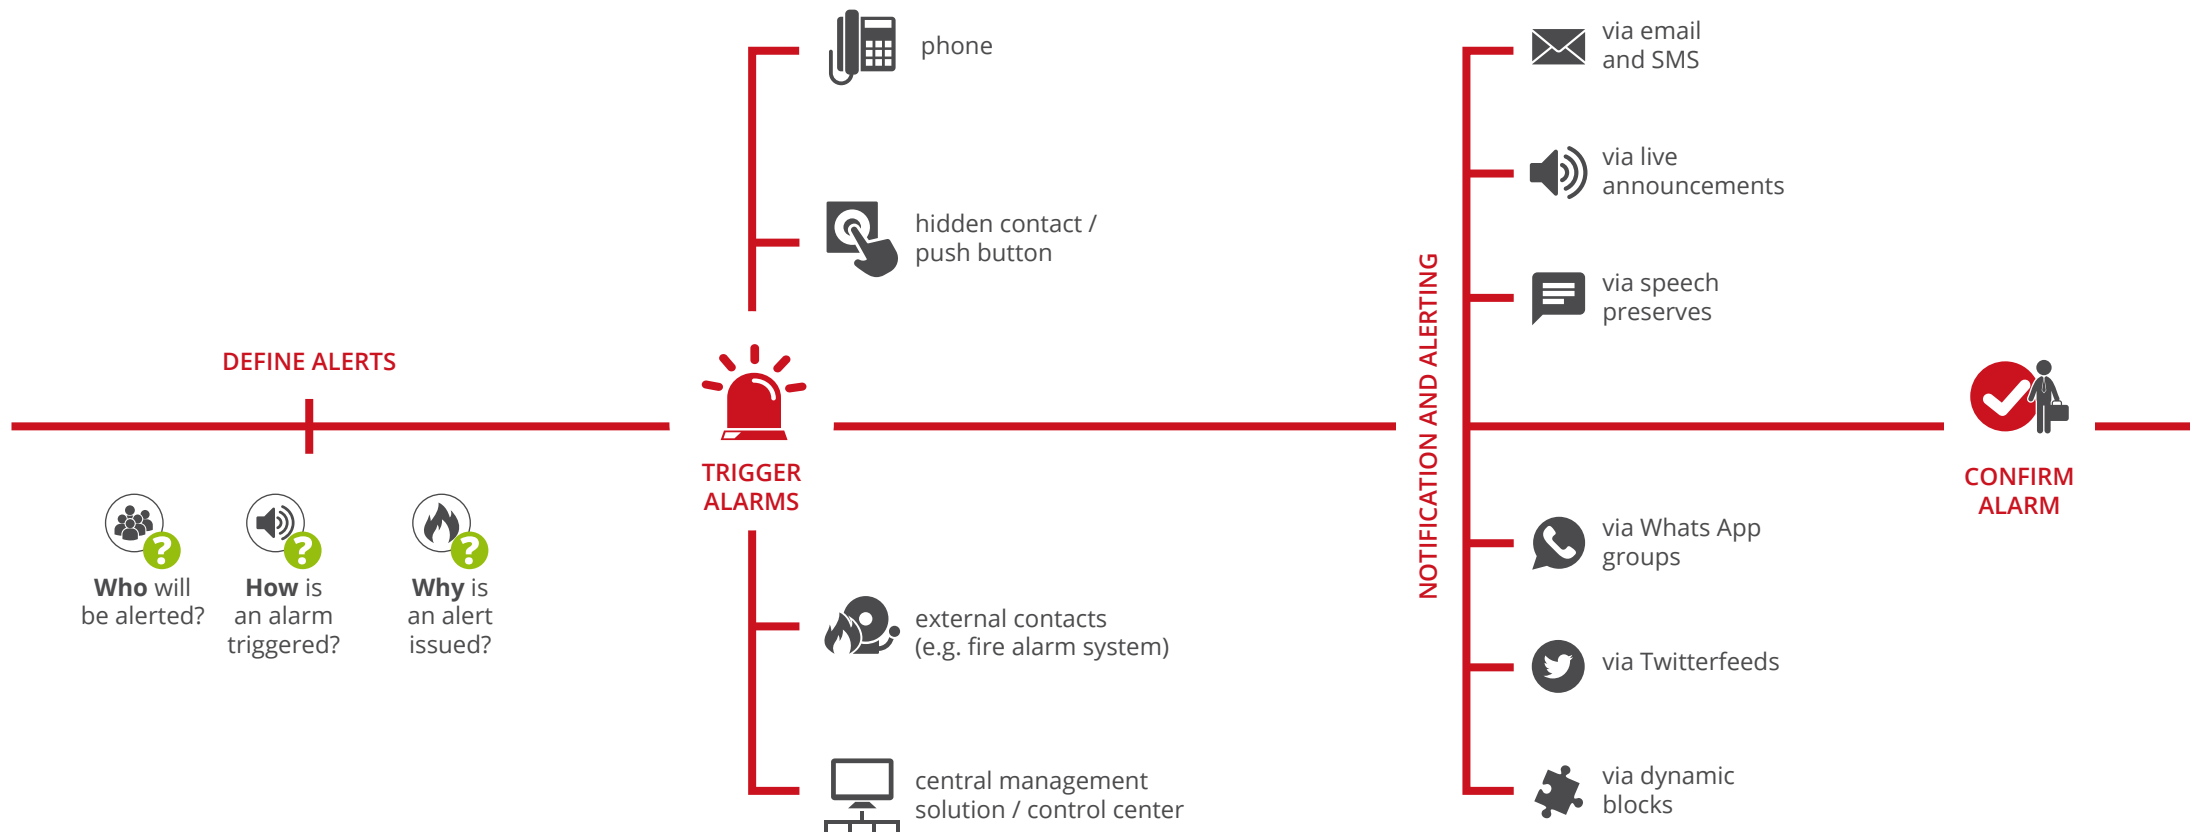 DEFINE ALERTS
Who will
be alerted?
How is
an alarm
triggered?
Why is
an alert
issued?
TRIGGER
ALARMS
phone
hidden contact /
push button
external contacts
(e.g. fire alarm system)
central management
solution / control center
NOTIFICATION AND ALERTING
via email
and SMS
via live
announcements
via speech
preserves
via Whats App
groups
via Twitterfeeds
via dynamic
blocks
CONFIRM
ALARM